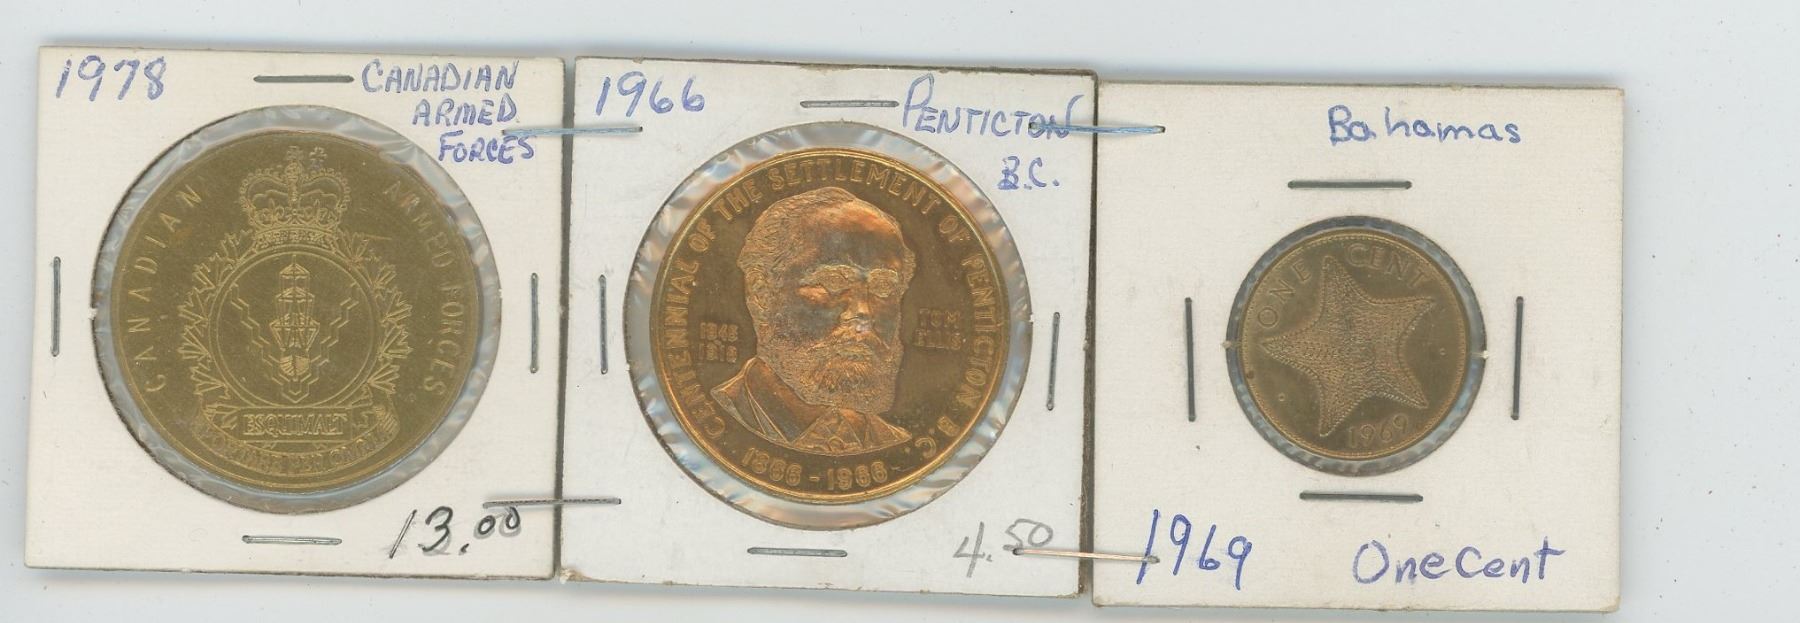 1978
CANADIAN
ARMED
FORCES
CANADIAN ARMED FORCES
ESQUIMALT
13.00
1966
PENTICTON
B.C.
CENTENNIAL OF THE SETTLEMENT OF PENTICTON B.C.
1846
1918
TOM
ELLIS
1866-1966
4.50
Bahamas
ONE CENT
1969
1969
One Cent